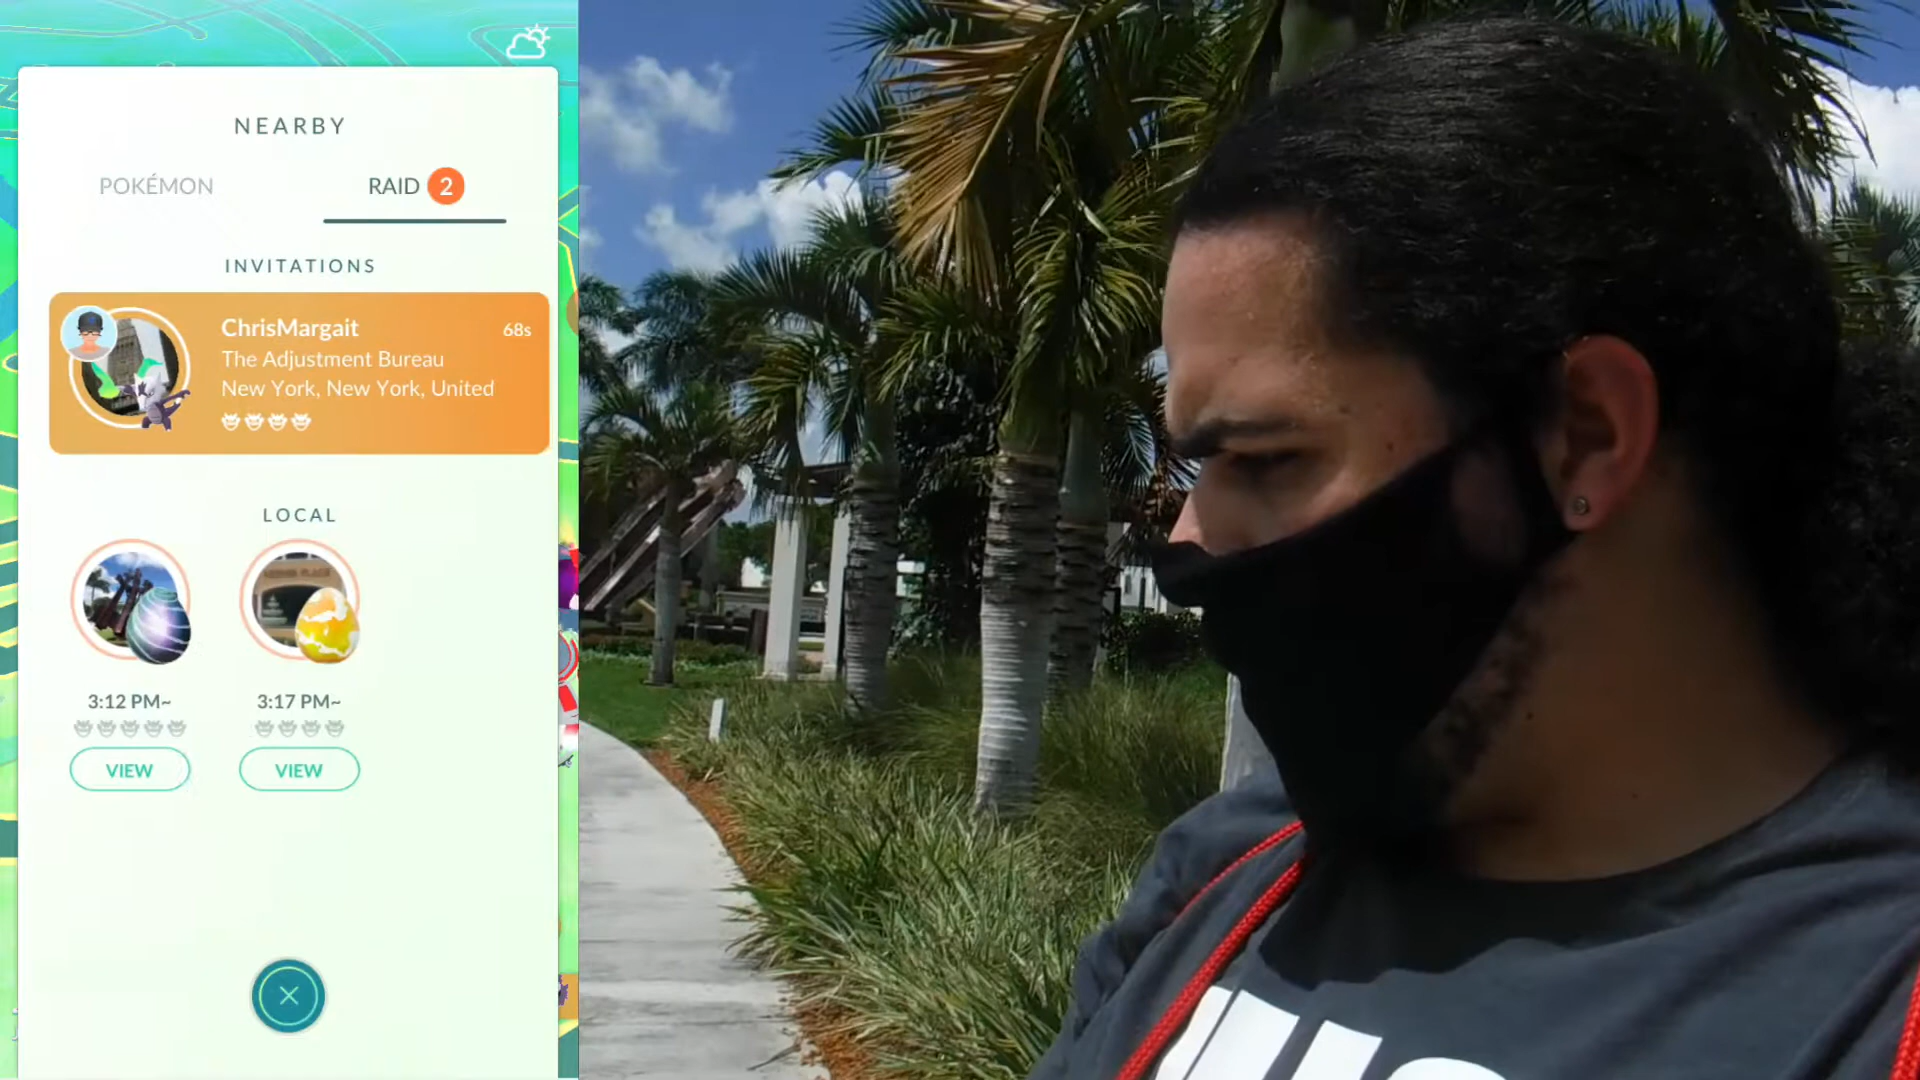 NEARBY
POKÉMON
RAID 2
INVITATIONS
ChrisMargait 68s
The Adjustment Bureau
New York, New York, United
LOCAL
3:12 PM~ 3:17 PM~
VIEW VIEW